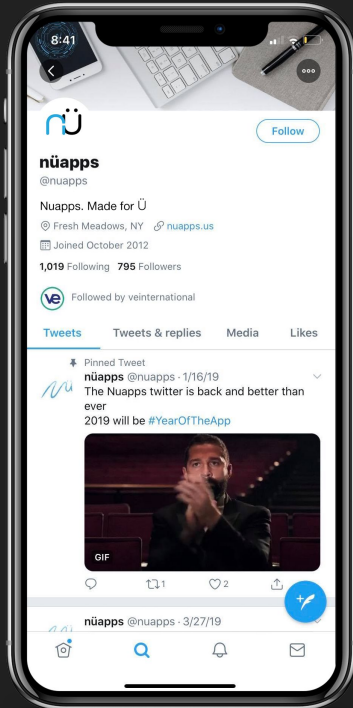 8:41
nü
Follow
nüapps
@nuapps
Nuapps. Made for Ü
Fresh Meadows, NY nuapps.us
Joined October 2012
1,019 Following 795 Followers
ve
Followed by veinternational
Tweets Tweets & replies Media Likes
Pinned Tweet
nüapps @nuapps · 1/16/19
The Nuapps twitter is back and better than
ever
2019 will be #YearOfTheApp
GIF
1 2
nüapps @nuapps · 3/27/19